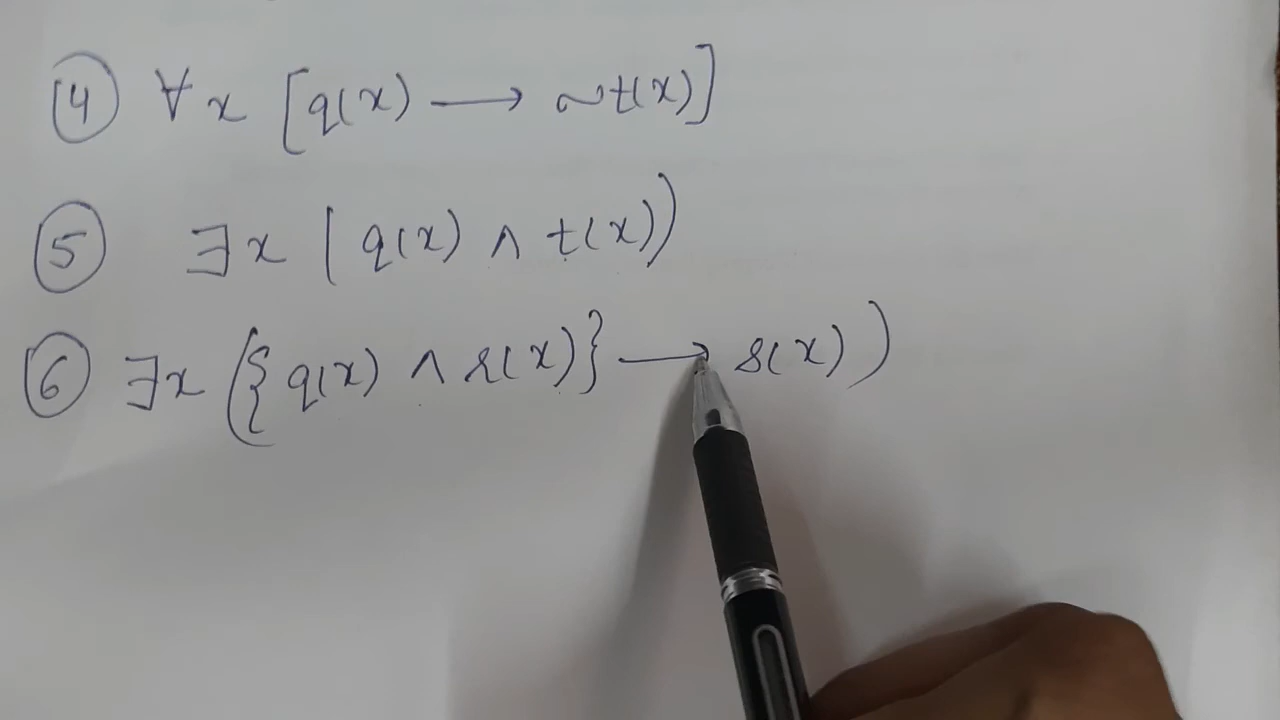 ④ ∀x [q(x) ⟶ ~t(x)]
⑤ ∃x (q(x) ∧ t(x))
⑥ ∃x ({q(x) ∧ r(x)} ⟶ s(x))